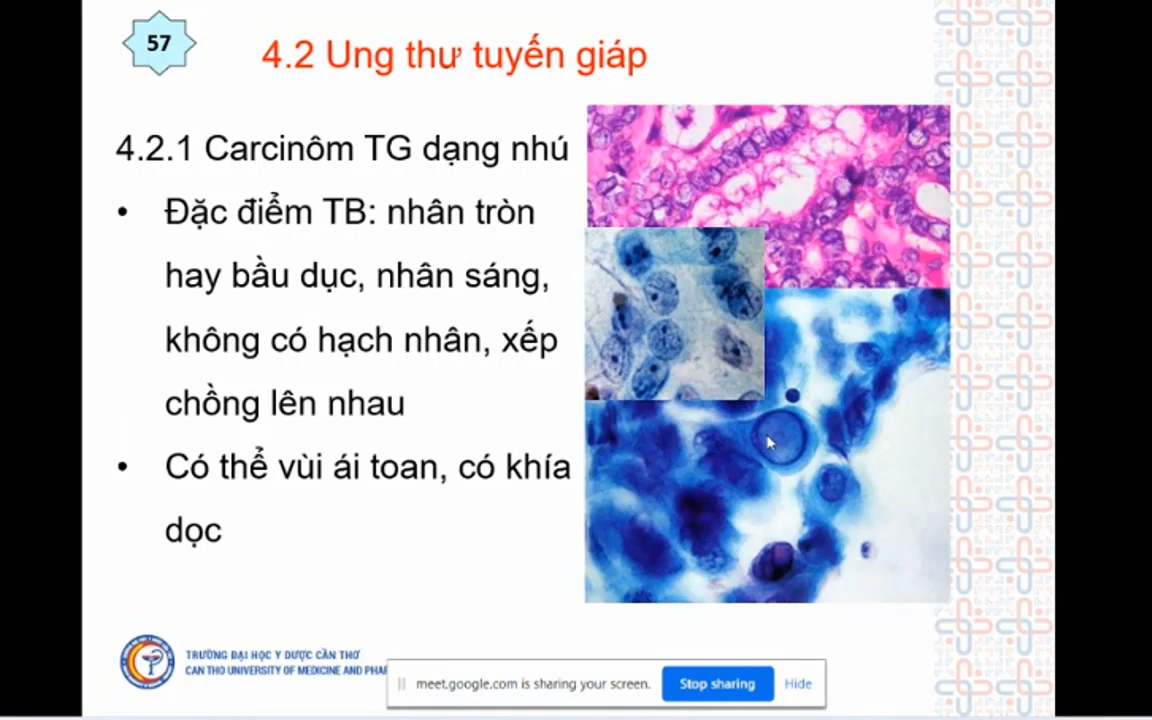 57
4.2 Ung thư tuyến giáp
4.2.1 Carcinôm TG dạng nhú
• Đặc điểm TB: nhân tròn
hay bầu dục, nhân sáng,
không có hạch nhân, xếp
chồng lên nhau
• Có thể vùi ái toan, có khía
dọc
TRƯỜNG ĐẠI HỌC Y DƯỢC CẦN THƠ
CAN THO UNIVERSITY OF MEDICINE AND
meet.google.com is sharing your screen.
Stop sharing
Hide